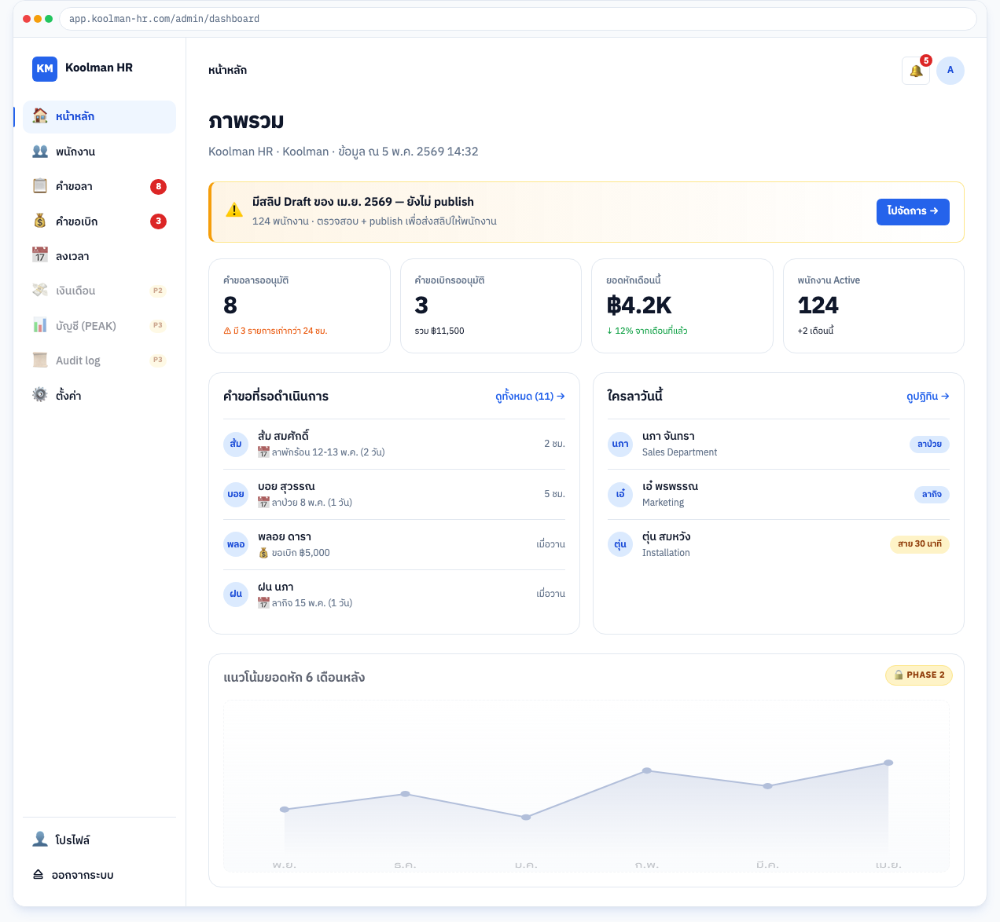 app.koolman-hr.com/admin/dashboard
KM Koolman HR
หน้าหลัก
พนักงาน
คำขอลา 8
คำขอเบิก 3
ลงเวลา
เงินเดือน P2
บัญชี (PEAK) P3
Audit log P3
ตั้งค่า
โปรไฟล์
ออกจากระบบ
หน้าหลัก
5
A
ภาพรวม
Koolman HR · Koolman · ข้อมูล ณ 5 พ.ค. 2569 14:32
มีสลิป Draft ของ เม.ย. 2569 — ยังไม่ publish
124 พนักงาน · ตรวจสอบ + publish เพื่อส่งสลิปให้พนักงาน
ไปจัดการ →
คำขอลารออนุมัติ
8
⚠ มี 3 รายการเก่ากว่า 24 ชม.
คำขอเบิกรออนุมัติ
3
รวม ฿11,500
ยอดหักเดือนนี้
฿4.2K
↓ 12% จากเดือนที่แล้ว
พนักงาน Active
124
+2 เดือนนี้
คำขอที่รอดำเนินการ
ดูทั้งหมด (11) →
ส้ม
ส้ม สมศักดิ์
17 ลาพักร้อน 12-13 พ.ค. (2 วัน)
2 ชม.
บอย
บอย สุวรรณ
17 ลาป่วย 8 พ.ค. (1 วัน)
5 ชม.
พลอ
พลอย ดารา
ขอเบิก ฿5,000
เมื่อวาน
ฝน
ฝน นภา
17 ลากิจ 15 พ.ค. (1 วัน)
เมื่อวาน
ใครลาวันนี้
ดูปฏิทิน →
นภา
นภา จันทรา
Sales Department
ลาป่วย
เอ๋
เอ๋ พรพรรณ
Marketing
ลากิจ
ตุ่น
ตุ่น สมหวัง
Installation
สาย 30 นาที
แนวโน้มยอดหัก 6 เดือนหลัง
PHASE 2
พ.ย. ธ.ค. ม.ค. ก.พ. มี.ค. เม.ย.